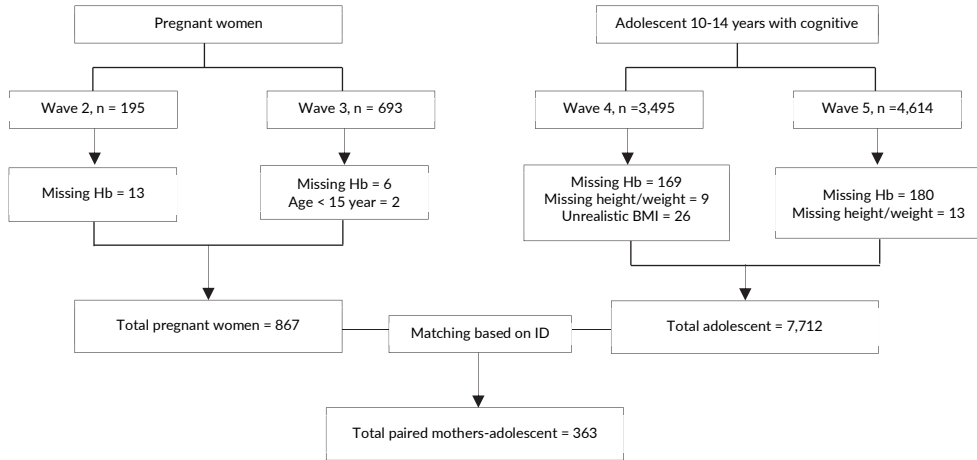 Pregnant women
Adolescent 10-14 years with cognitive
Wave 2, n = 195
Wave 3, n = 693
Wave 4, n =3,495
Wave 5, n =4,614
Missing Hb = 13
Missing Hb = 6
Age < 15 year = 2
Missing Hb = 169
Missing height/weight = 9
Unrealistic BMI = 26
Missing Hb = 180
Missing height/weight = 13
Total pregnant women = 867
Matching based on ID
Total adolescent = 7,712
Total paired mothers-adolescent = 363